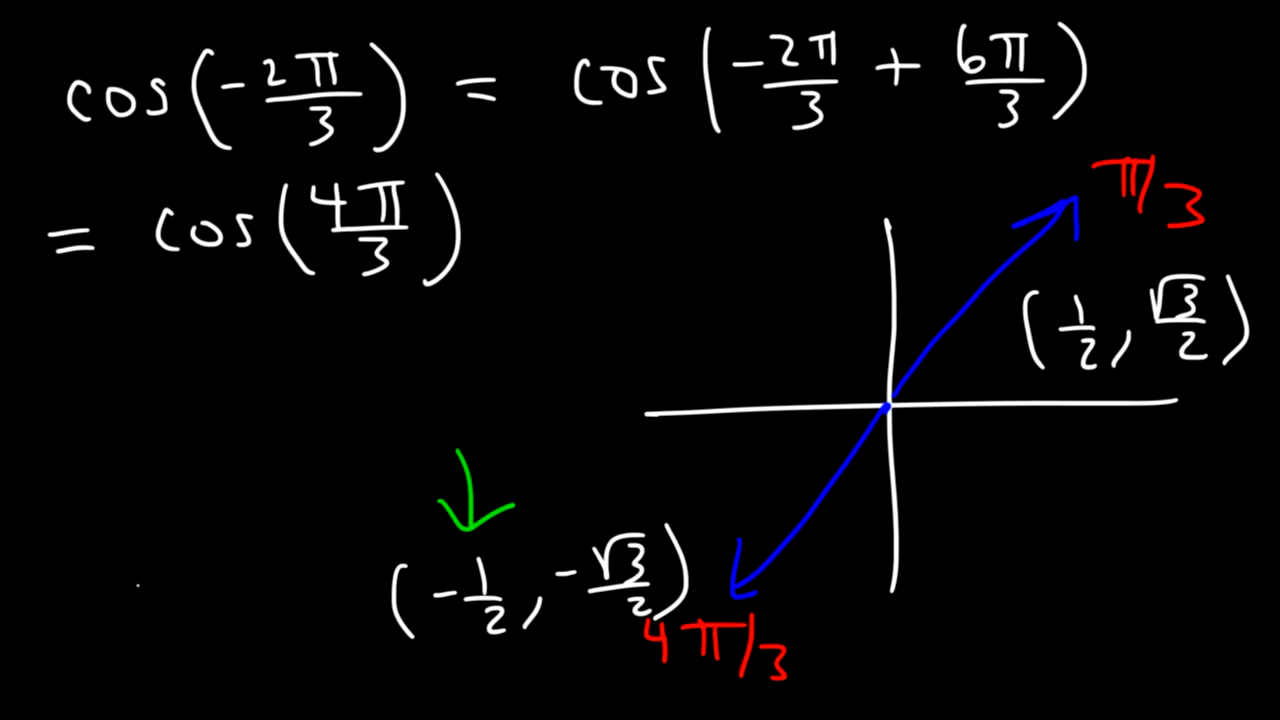 cos(-2π/3) = cos(-2π/3 + 6π/3)
= cos(4π/3)
π/3
(1/2, √3/2)
(-1/2, -√3/2)
4π/3